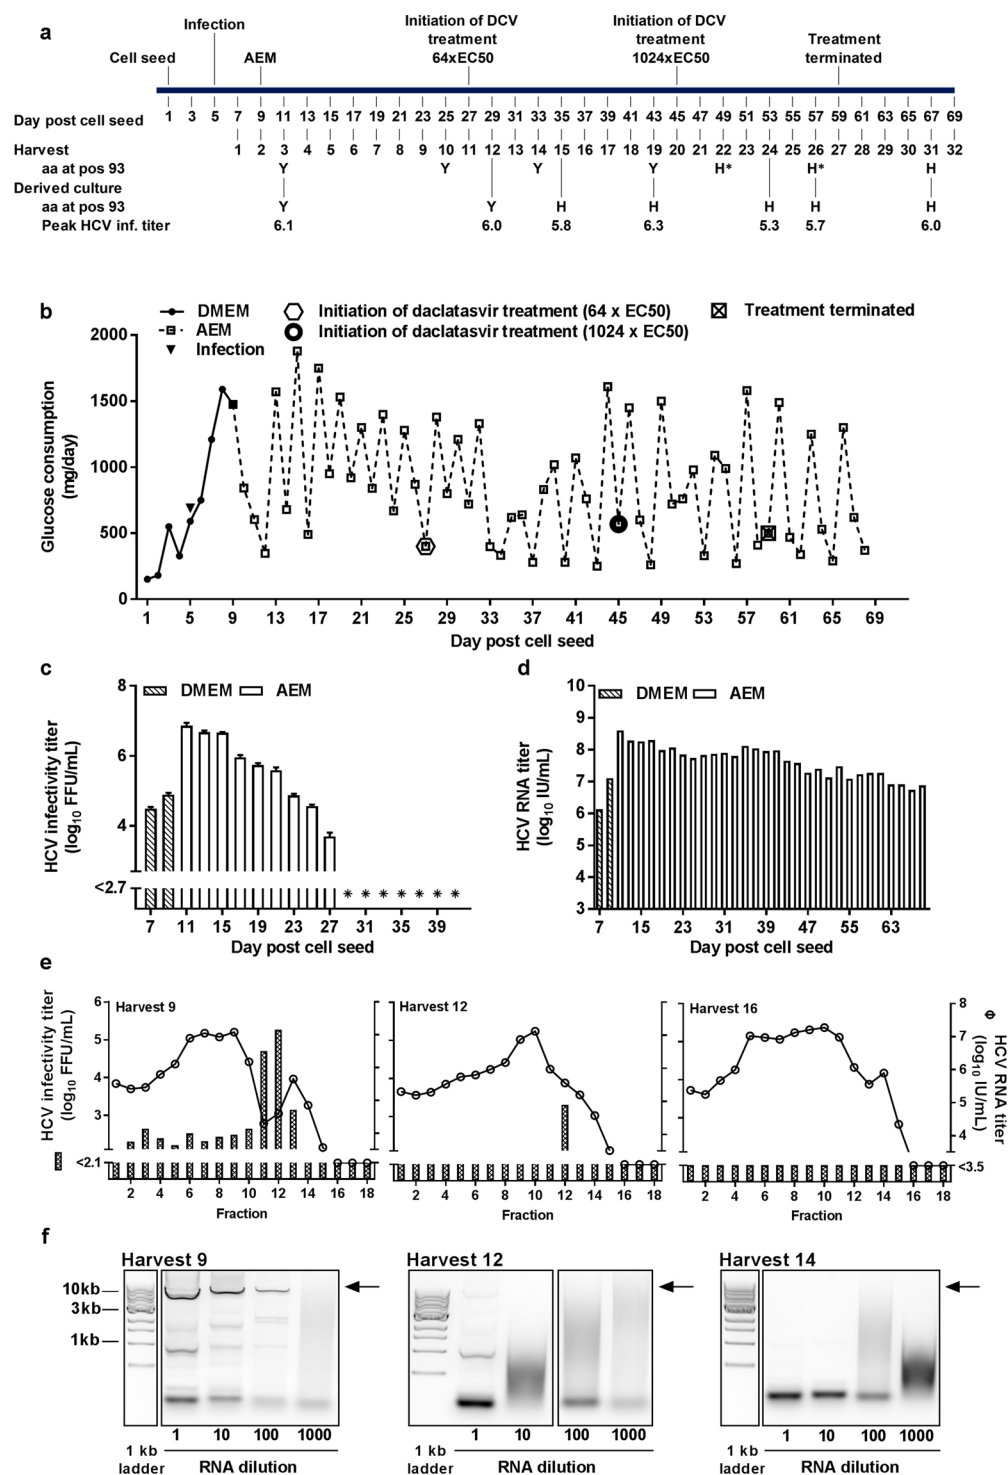 a
Infection
Initiation of DCV
treatment
64xEC50
Initiation of DCV
treatment
1024xEC50
Treatment
terminated
Cell seed
AEM
Day post cell seed 1 3 5 7 9 11 13 15 17 19 21 23 25 27 29 31 33 35 37 39 41 43 45 47 49 51 53 55 57 59 61 63 65 67 69
Harvest 1 2 3 4 5 6 7 8 9 10 11 12 13 14 15 16 17 18 19 20 21 22 23 24 25 26 27 28 29 30 31 32
aa at pos 93 Y Y Y Y H* H* H
Derived culture
aa at pos 93 Y Y H H H H H
Peak HCV inf. titer 6.1 6.0 5.8 6.3 5.3 5.7 6.0
b
DMEM
AEM
Infection
Initiation of daclatasvir treatment (64 x EC50)
Initiation of daclatasvir treatment (1024 x EC50)
Treatment terminated
Glucose consumption
(mg/day)
2000
1500
1000
500
0
1 5 9 13 17 21 25 29 33 37 41 45 49 53 57 61 65 69
Day post cell seed
c
DMEM AEM
HCV infectivity titer
(log10 FFU/mL)
8
6
4
<2.7
* * * * * * *
7 11 15 19 23 27 31 35 39
Day post cell seed
d
DMEM AEM
HCV RNA titer
(log10 IU/mL)
10
9
8
7
6
5
4
3
7 15 23 31 39 47 55 63
Day post cell seed
e
HCV infectivity titer
(log10 FFU/mL)
6
5
4
3
<2.1
Harvest 9
2 4 6 8 10 12 14 16 18
Fraction
Harvest 12
2 4 6 8 10 12 14 16 18
Fraction
Harvest 16
2 4 6 8 10 12 14 16 18
Fraction
8
7
6
5
4
<3.5
HCV RNA titer
(log10 IU/mL)
f
Harvest 9
10kb
3kb
1kb
1 10 100 1000
1 kb
ladder
RNA dilution
Harvest 12
1 10 100 1000
1 kb
ladder
RNA dilution
Harvest 14
1 10 100 1000
1 kb
ladder
RNA dilution